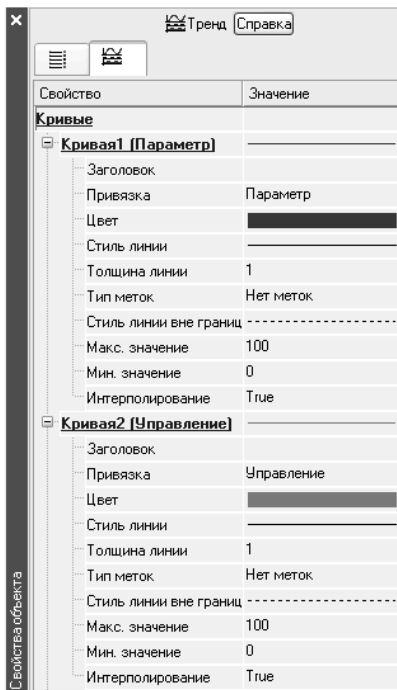 Тренд Справка
Свойство Значение
Кривые
Кривая1 (Параметр)
Заголовок
Привязка Параметр
Цвет
Стиль линии
Толщина линии 1
Тип меток Нет меток
Стиль линии вне границ
Макс. значение 100
Мин. значение 0
Интерполирование True
Кривая2 (Управление)
Заголовок
Привязка Управление
Цвет
Стиль линии
Толщина линии 1
Тип меток Нет меток
Стиль линии вне границ
Макс. значение 100
Мин. значение 0
Интерполирование True
Свойства объекта